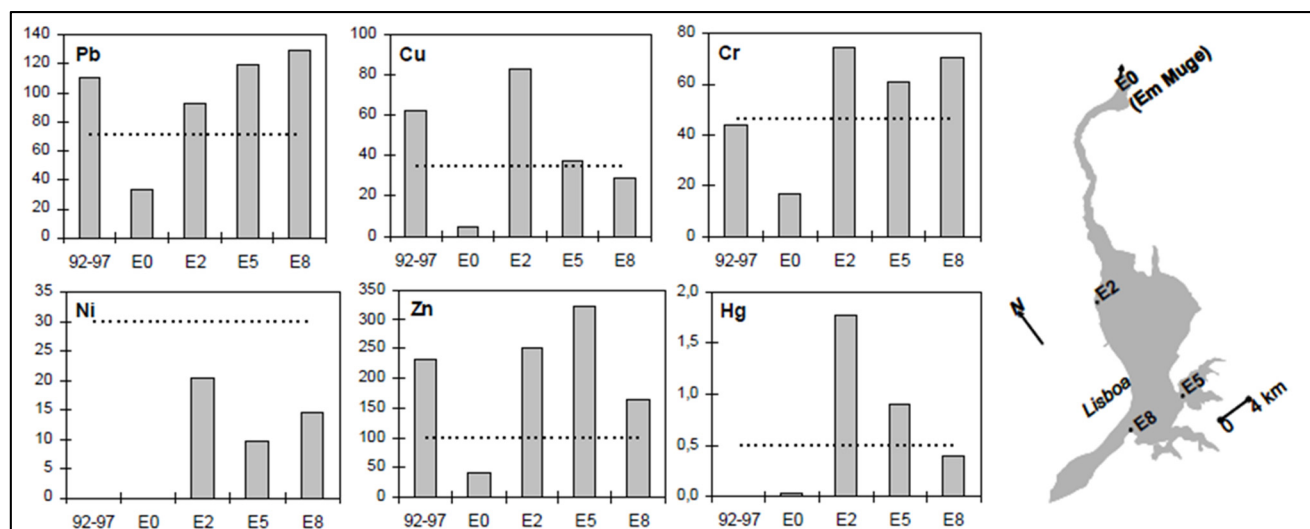 Pb
140
120
100
80
60
40
20
0
92-97 E0 E2 E5 E8
Cu
100
80
60
40
20
0
92-97 E0 E2 E5 E8
Cr
80
60
40
20
0
92-97 E0 E2 E5 E8
Ni
35
30
25
20
15
10
5
0
92-97 E0 E2 E5 E8
Zn
350
300
250
200
150
100
50
0
92-97 E0 E2 E5 E8
Hg
2,0
1,5
1,0
0,5
0,0
92-97 E0 E2 E5 E8
E0
(Em Muge)
E2
N
Lisboa
E5
E8
0 4 km